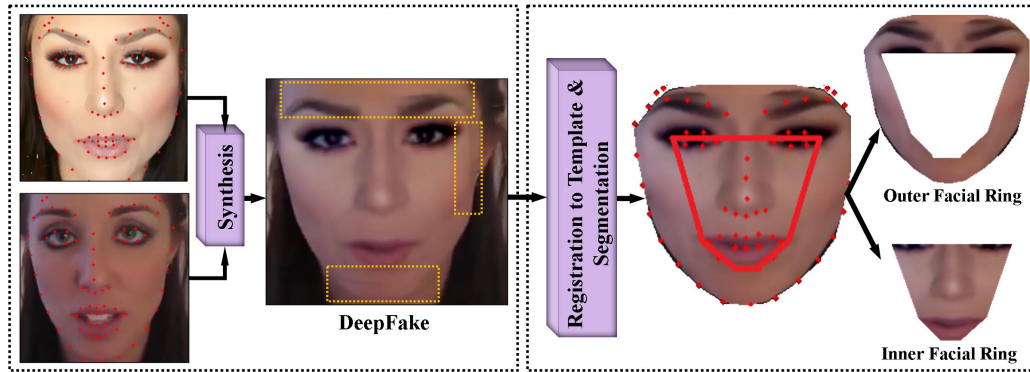 Synthesis
DeepFake
Registration to Template &
Segmentation
Outer Facial Ring
Inner Facial Ring